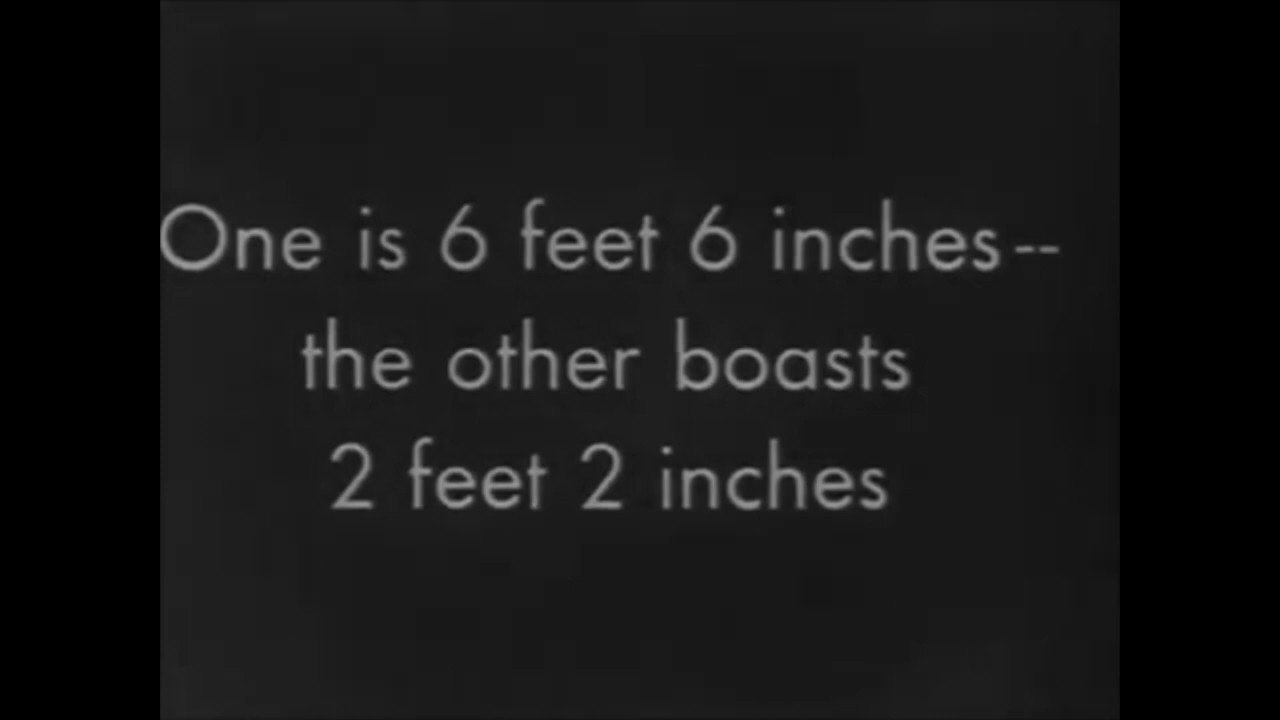 One is 6 feet 6 inches--
the other boasts
2 feet 2 inches